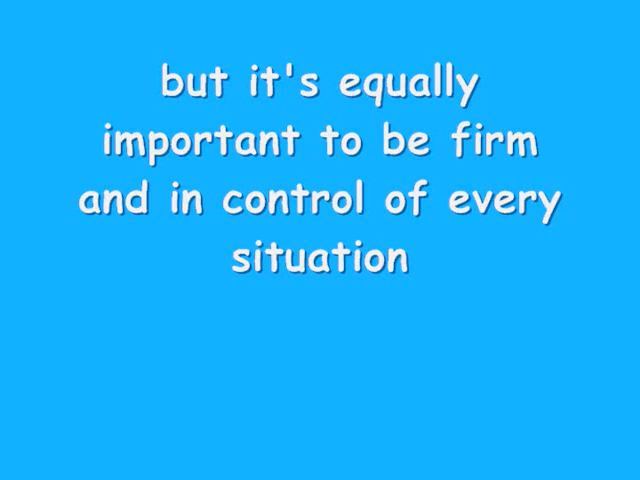 but it's equally
important to be firm
and in control of every
situation